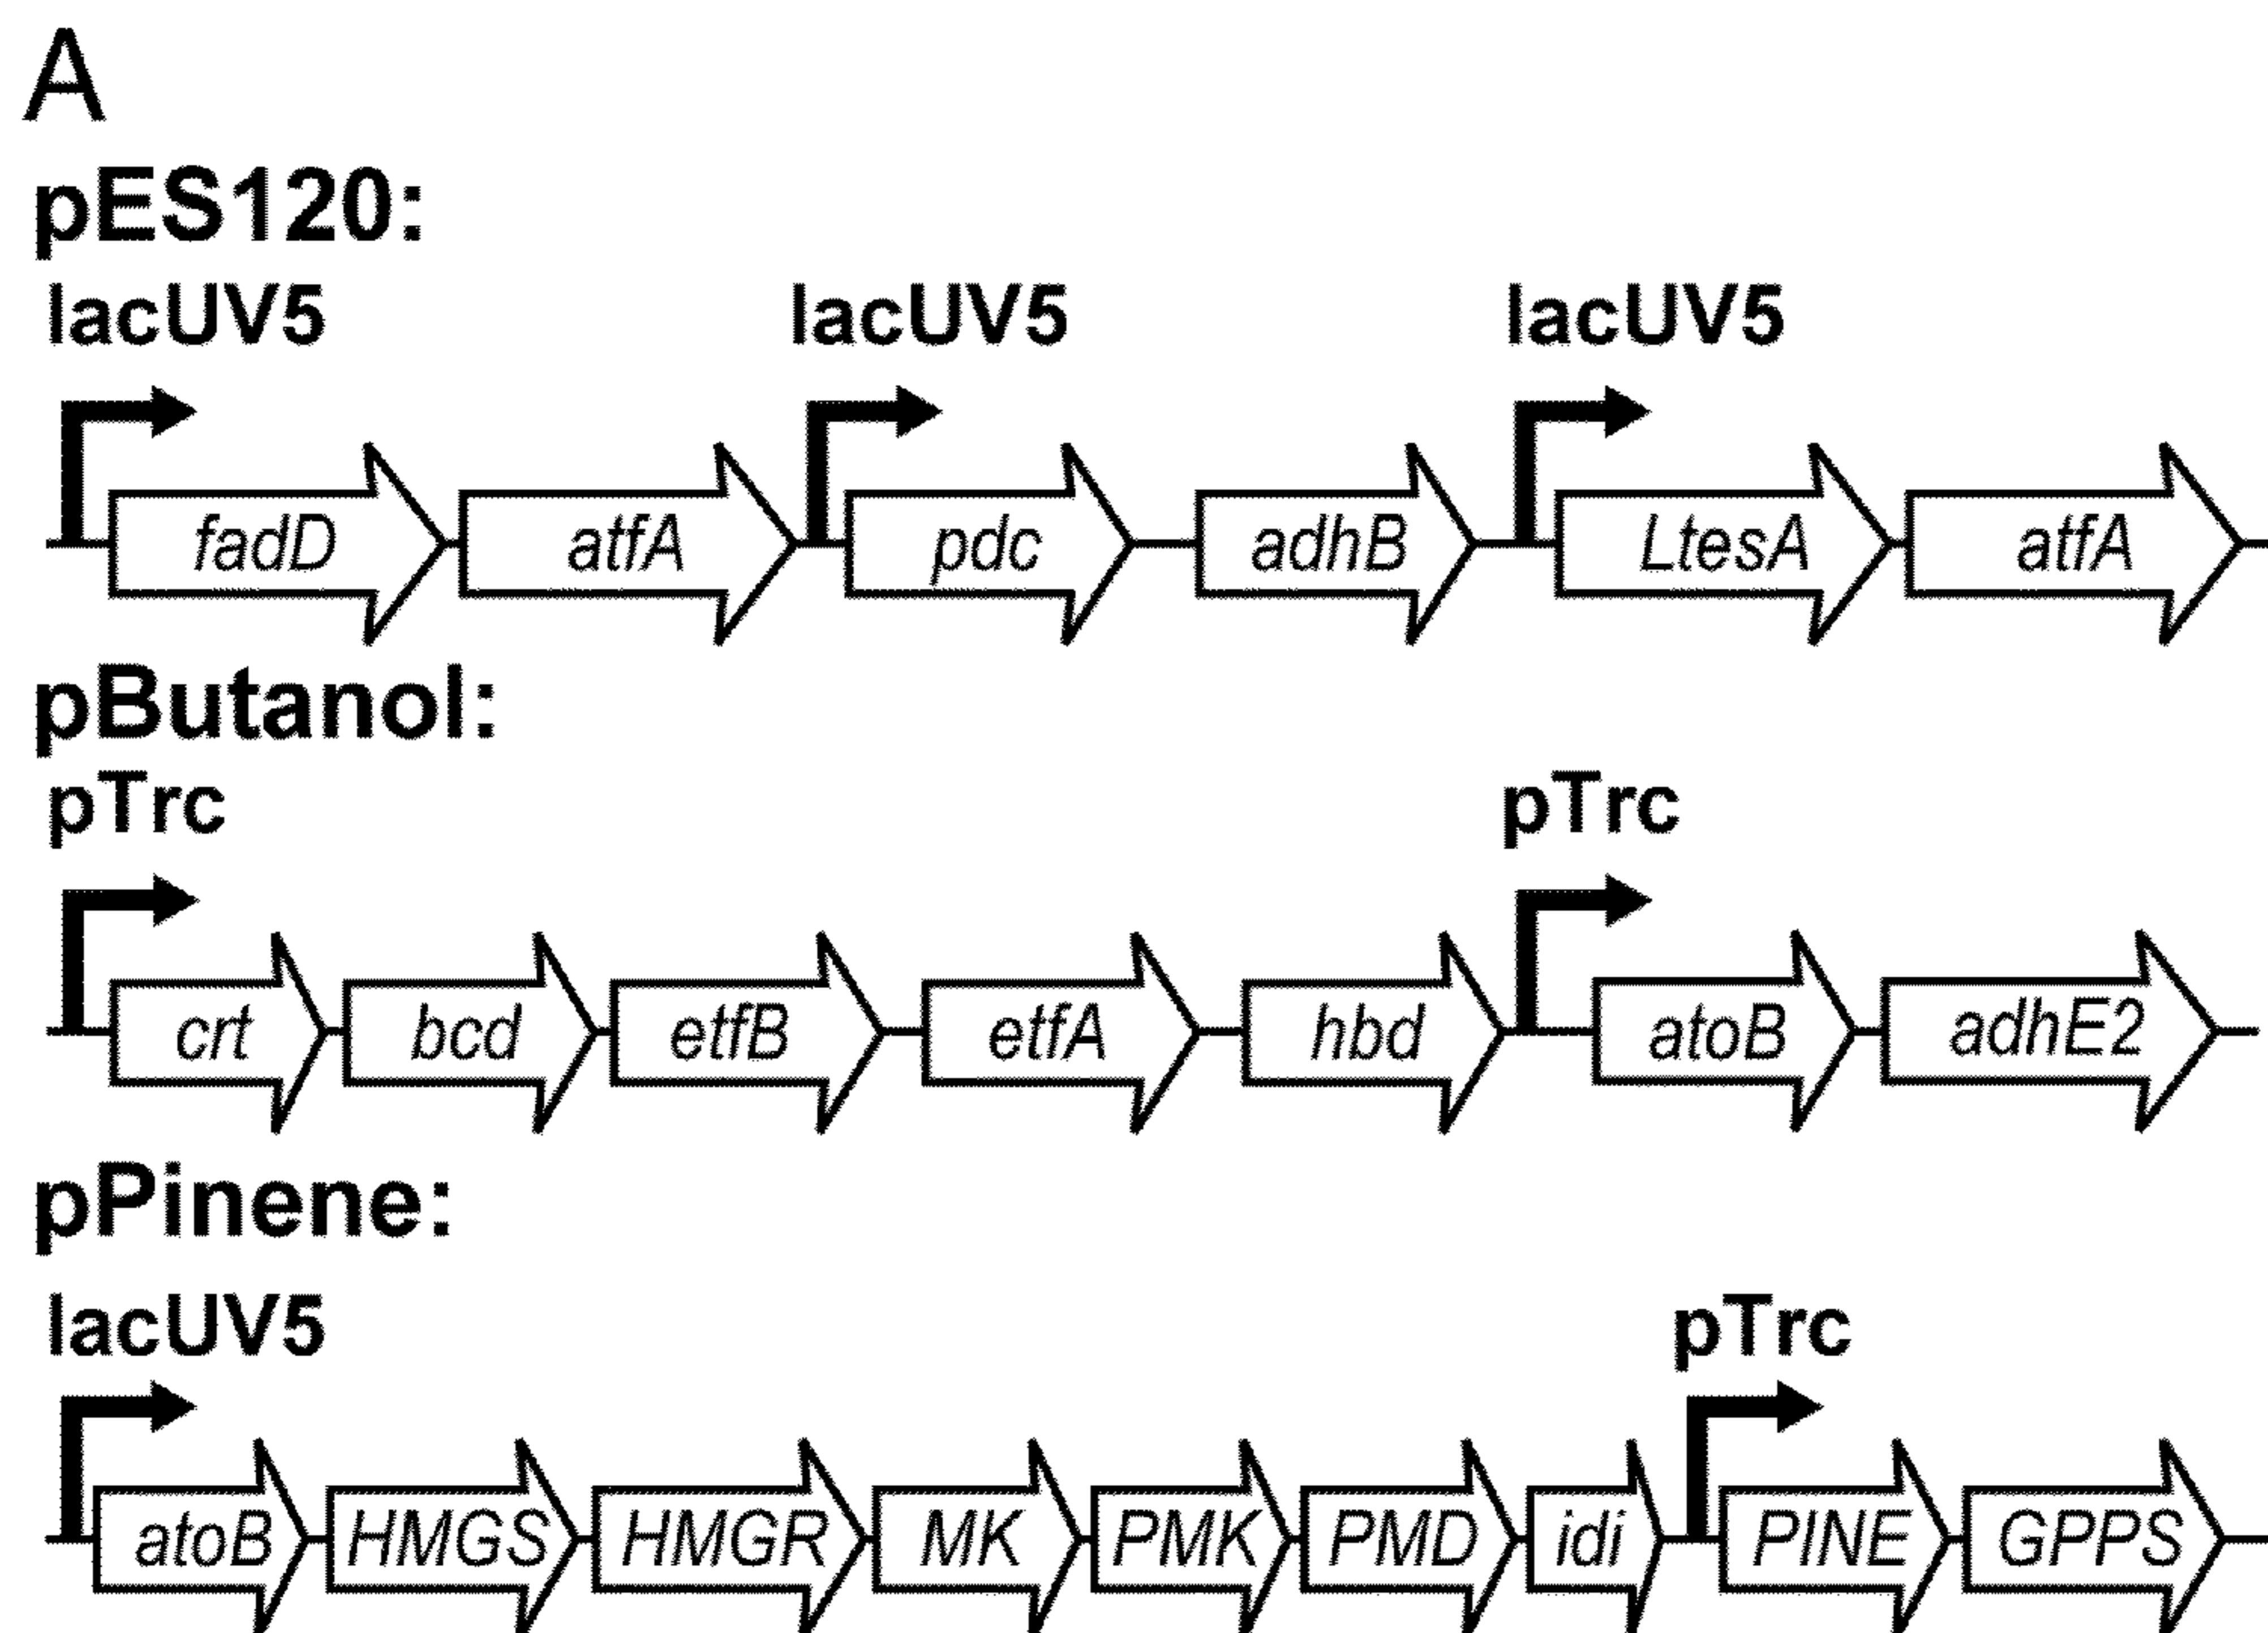 A
pES120:
lacUV5 lacUV5 lacUV5
fadD atfA pdc adhB LtesA atfA
pButanol:
pTrc pTrc
crt bcd etfB etfA hbd atoB adhE2
pPinene:
lacUV5 pTrc
atoB HMGS HMGR MK PMK PMD idi PINE GPPS